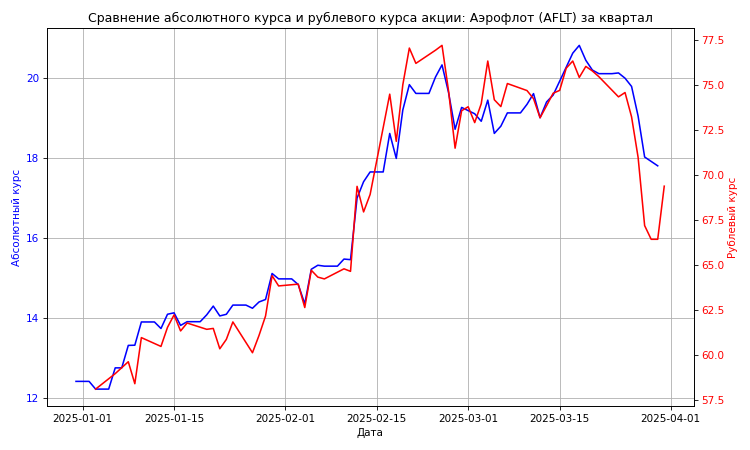 Сравнение абсолютного курса и рублевого курса акции: Аэрофлот (AFLT) за квартал
Абсолютный курс
20
18
16
14
12
77.5
75.0
72.5
70.0
67.5
65.0
62.5
60.0
57.5
Рублевый курс
2025-01-01 2025-01-15 2025-02-01 2025-02-15 2025-03-01 2025-03-15 2025-04-01
Дата